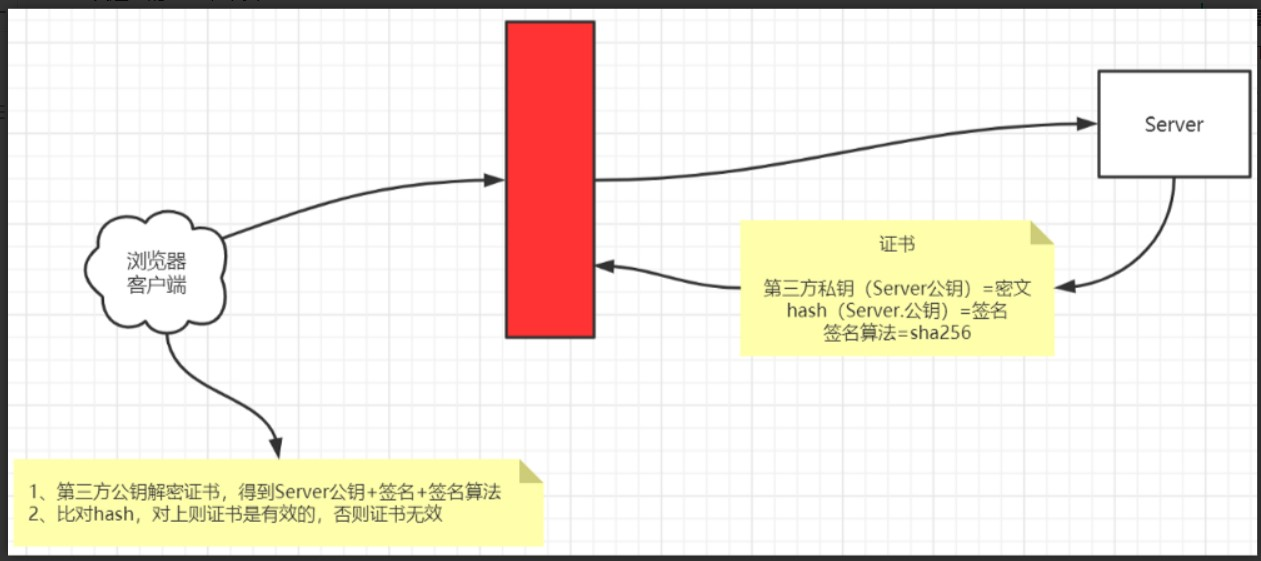 Server
浏览器
客户端
证书
第三方私钥（Server公钥）=密文
hash（Server.公钥）=签名
签名算法=sha256
1、第三方公钥解密证书，得到Server公钥+签名+签名算法
2、比对hash，对上则证书是有效的，否则证书无效